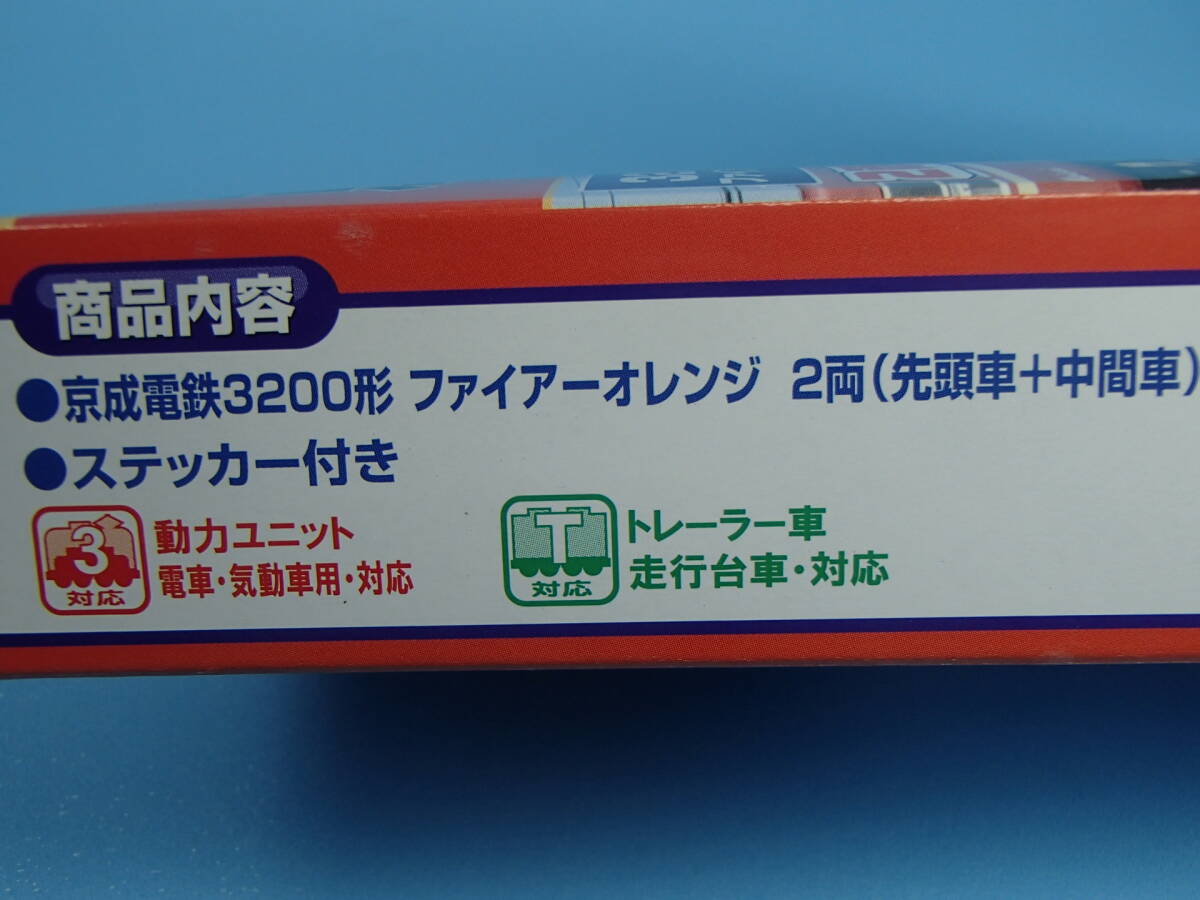 商品内容
●京成電鉄3200形 ファイアーオレンジ 2両(先頭車+中間車)
●ステッカー付き
3
対応
動力ユニット
電車・気動車用・対応
T
対応
トレーラー車
走行台車・対応